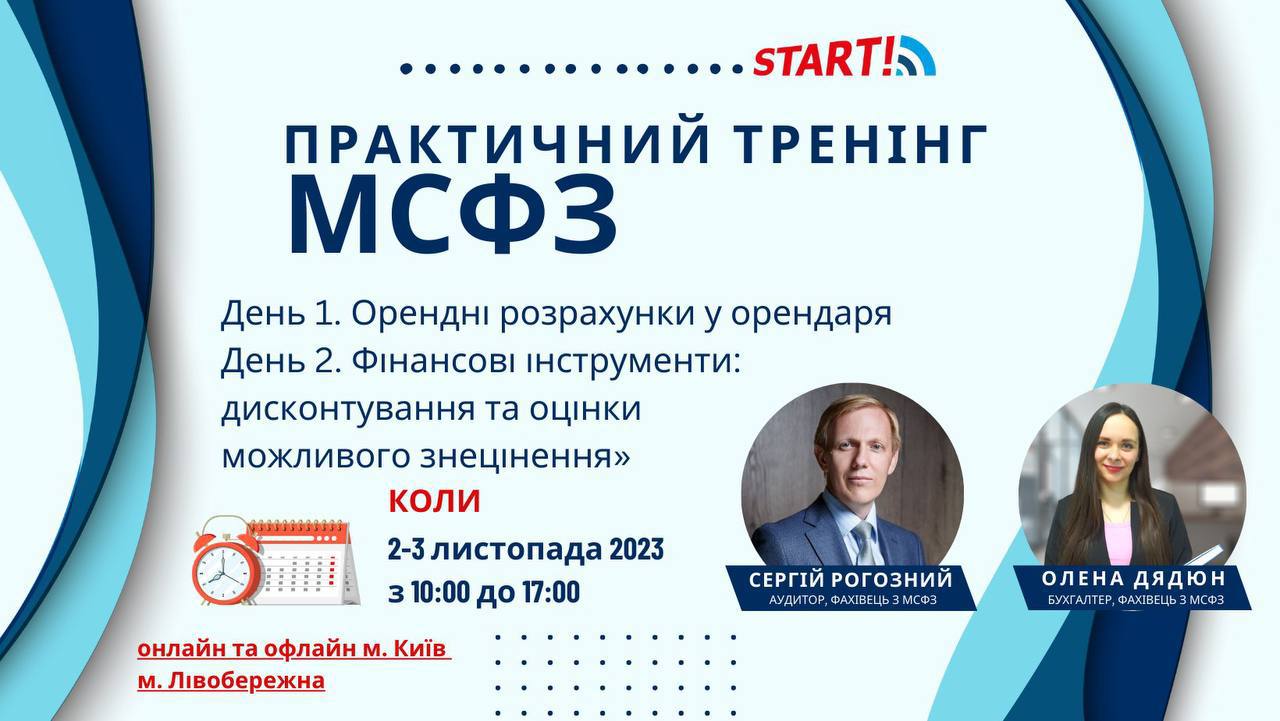 START!
ПРАКТИЧНИЙ ТРЕНІНГ
МСФЗ
День 1. Орендні розрахунки у орендаря
День 2. Фінансові інструменти:
дисконтування та оцінки
можливого знецінення»
КОЛИ
2-3 листопада 2023
з 10:00 до 17:00
СЕРГІЙ РОГОЗНИЙ
АУДИТОР, ФАХІВЕЦЬ З МСФЗ
ОЛЕНА ДЯДЮН
БУХГАЛТЕР, ФАХІВЕЦЬ З МСФЗ
онлайн та офлайн м. Київ
м. Лівобережна